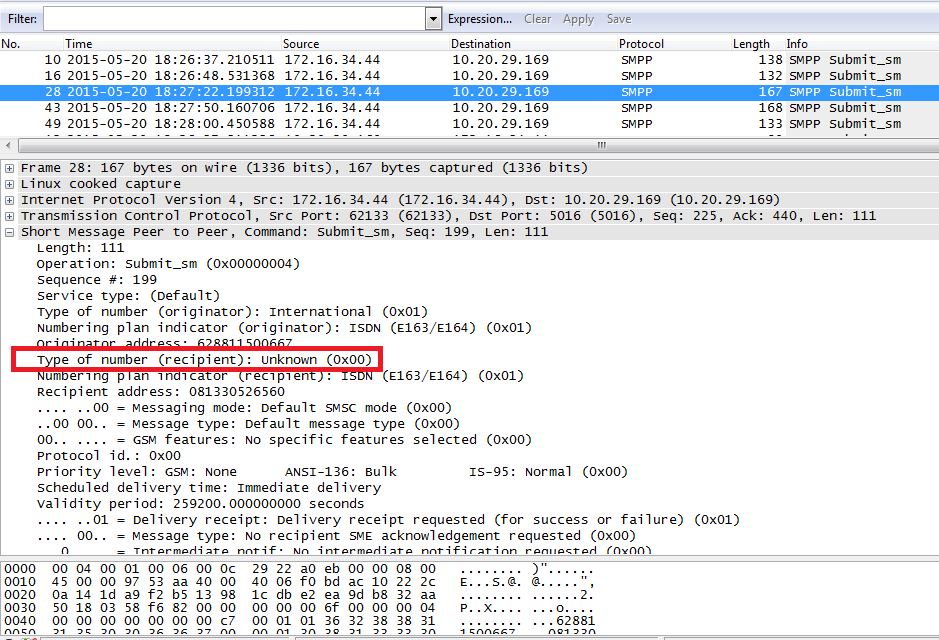 Filter: Expression... Clear Apply Save
No. Time Source Destination Protocol Length Info
10 2015-05-20 18:26:37.210511 172.16.34.44 10.20.29.169 SMPP 138 SMPP Submit_sm
16 2015-05-20 18:26:48.531368 172.16.34.44 10.20.29.169 SMPP 132 SMPP Submit_sm
28 2015-05-20 18:27:22.199312 172.16.34.44 10.20.29.169 SMPP 167 SMPP Submit_sm
43 2015-05-20 18:27:50.160706 172.16.34.44 10.20.29.169 SMPP 168 SMPP Submit_sm
49 2015-05-20 18:28:00.450588 172.16.34.44 10.20.29.169 SMPP 133 SMPP Submit_sm
Frame 28: 167 bytes on wire (1336 bits), 167 bytes captured (1336 bits)
Linux cooked capture
Internet Protocol Version 4, Src: 172.16.34.44 (172.16.34.44), Dst: 10.20.29.169 (10.20.29.169)
Transmission Control Protocol, Src Port: 62133 (62133), Dst Port: 5016 (5016), Seq: 225, Ack: 440, Len: 111
Short Message Peer to Peer, Command: Submit_sm, Seq: 199, Len: 111
Length: 111
Operation: Submit_sm (0x00000004)
Sequence #: 199
Service type: (Default)
Type of number (originator): International (0x01)
Numbering plan indicator (originator): ISDN (E163/E164) (0x01)
Originator address: 628811500667
Type of number (recipient): Unknown (0x00)
Numbering plan indicator (recipient): ISDN (E163/E164) (0x01)
Recipient address: 081330526560
.... ..00 = Messaging mode: Default SMSC mode (0x00)
..00 00.. = Message type: Default message type (0x00)
00.. .... = GSM features: No specific features selected (0x00)
Protocol id.: 0x00
Priority level: GSM: None ANSI-136: Bulk IS-95: Normal (0x00)
Scheduled delivery time: Immediate delivery
Validity period: 259200.000000000 seconds
.... ..01 = Delivery receipt: Delivery receipt requested (for success or failure) (0x01)
.... 00.. = Message type: No recipient SME acknowledgement requested (0x00)
...0 .... = Intermediate notif: No intermediate notification requested (0x00)
0000 00 04 00 01 00 06 00 0c 29 22 a0 eb 00 00 08 00 ........ )"......
0010 45 00 00 97 53 aa 40 00 40 06 f0 bd ac 10 22 2c E...S.@. @.....",
0020 0a 14 1d a9 f2 b5 13 98 1c db e2 ea 9d b8 32 aa ........ ......2.
0030 50 18 03 58 f6 82 00 00 00 00 00 6f 00 00 00 04 P..X.... ...o....
0040 00 00 00 00 00 00 00 c7 00 01 01 36 32 38 38 31 ........ ...62881
0050 31 35 30 30 36 36 37 00 00 01 30 38 31 33 33 30 1500667. ..081330